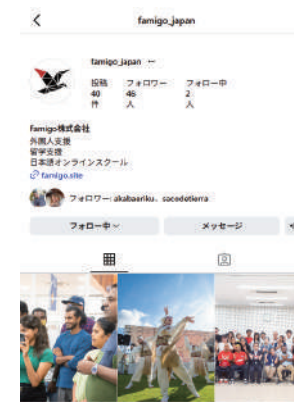 famigo_japan
famigo_japan
投稿 フォロワー フォロー中
40 46 2
件 人 人
Famigo株式会社
外国人支援
留学支援
日本語オンラインスクール
famigo.site
フォロワー: akabaeriku、sacodetierra
フォロー中 メッセージ